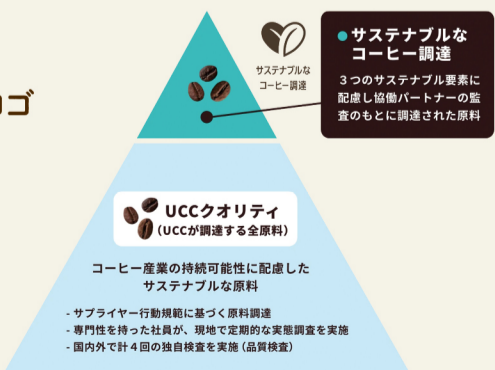 ゴ
サステナブルな
コーヒー調達
●サステナブルな
コーヒー調達
3つのサステナブル要素に
配慮し協働パートナーの監
査のもとに調達された原料
UCCクオリティ
(UCCが調達する全原料)
コーヒー産業の持続可能性に配慮した
サステナブルな原料
- サプライヤー行動規範に基づく原料調達
- 専門性を持った社員が、現地で定期的な実態調査を実施
- 国内外で計4回の独自検査を実施(品質検査)